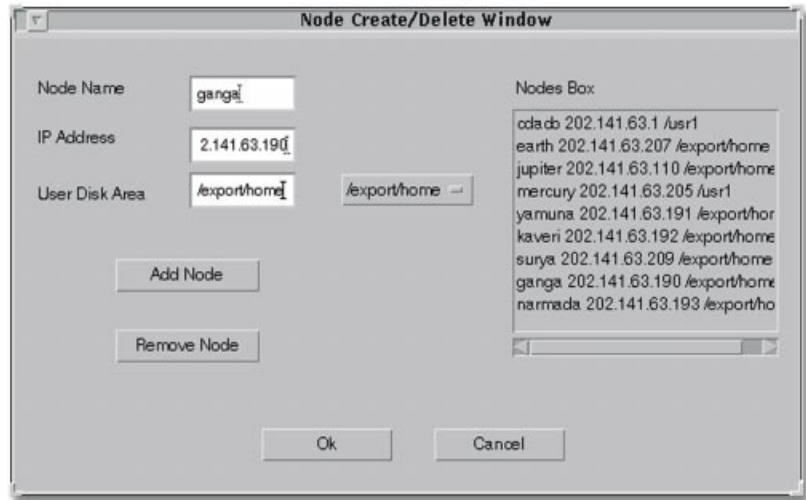 Node Create/Delete Window
Node Name
ganga
IP Address
2.141.63.190
User Disk Area
/export/home
/export/home
Add Node
Remove Node
Nodes Box
cdacb 202.141.63.1 /usr1
earth 202.141.63.207 /export/home
jupiter 202.141.63.110 /export/home
mercury 202.141.63.205 /usr1
yamuna 202.141.63.191 /export/hor
kaveri 202.141.63.192 /export/home
surya 202.141.63.209 /export/home
ganga 202.141.63.190 /export/home
narmada 202.141.63.193 /export/ho
Ok
Cancel